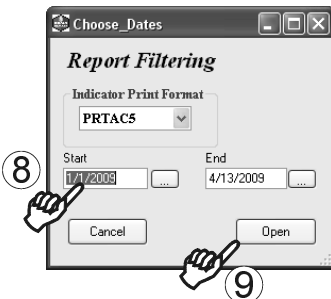 Choose_Dates
Report Filtering
Indicator Print Format
PRTAC5
Start End
1/1/2009 ... 4/13/2009 ...
Cancel Open
8
9